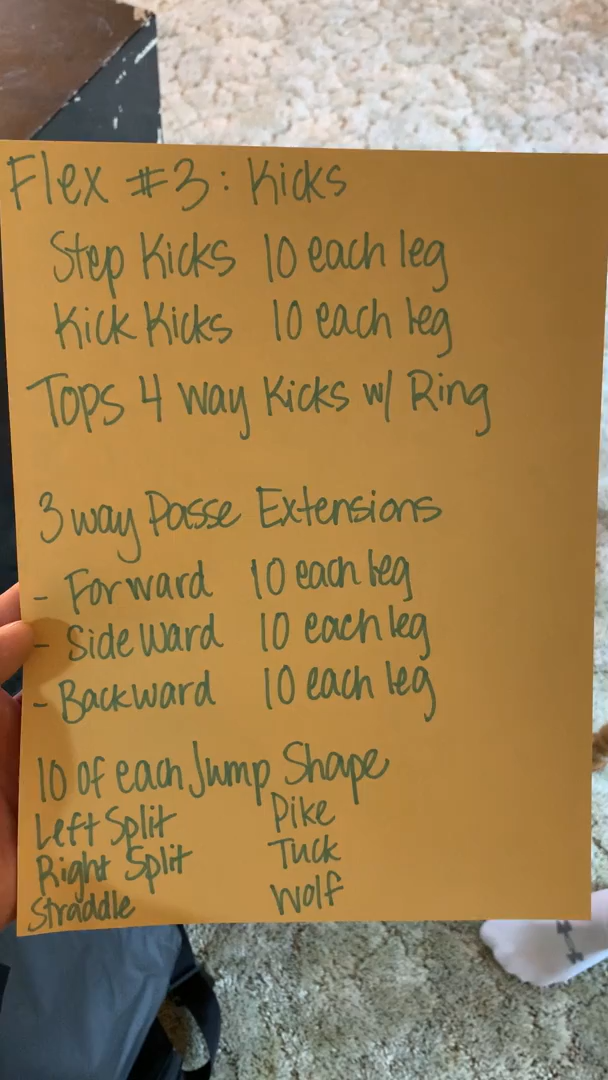 Flex #3: Kicks
Step Kicks 10 each leg
Kick Kicks 10 each leg
Tops 4 way Kicks w/ Ring
3 way Passe Extensions
- Forward 10 each leg
- Side Ward 10 each leg
- Backward 10 each leg
10 of each Jump Shape
Left Split Pike
Right Split Tuck
Straddle Wolf